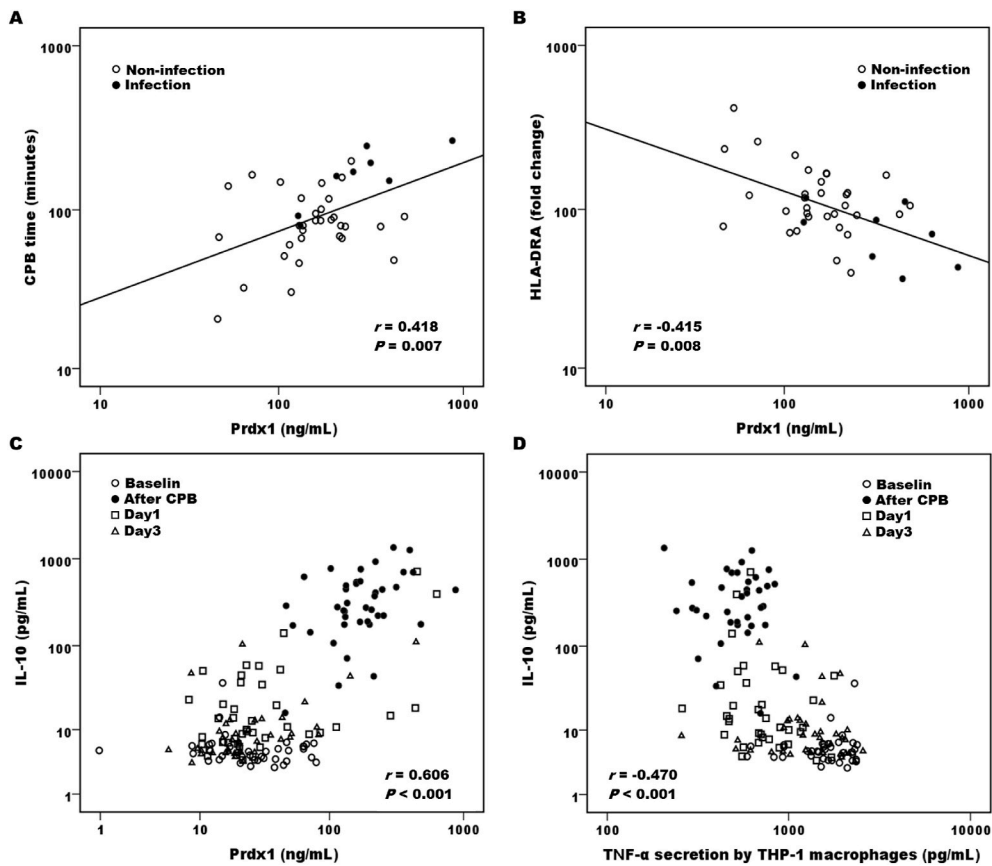 A
CPB time (minutes)
1000
100
10
Non-infection
Infection
r = 0.418
P = 0.007
10 100 1000
Prdx1 (ng/mL)
B
HLA-DRA (fold change)
1000
100
10
Non-infection
Infection
r = -0.415
P = 0.008
10 100 1000
Prdx1 (ng/mL)
C
IL-10 (pg/mL)
10000
1000
100
10
1
Baselin
After CPB
Day1
Day3
r = 0.606
P < 0.001
1 10 100 1000
Prdx1 (ng/mL)
D
IL-10 (pg/mL)
10000
1000
100
10
1
Baselin
After CPB
Day1
Day3
r = -0.470
P < 0.001
100 1000 10000
TNF-α secretion by THP-1 macrophages (pg/mL)